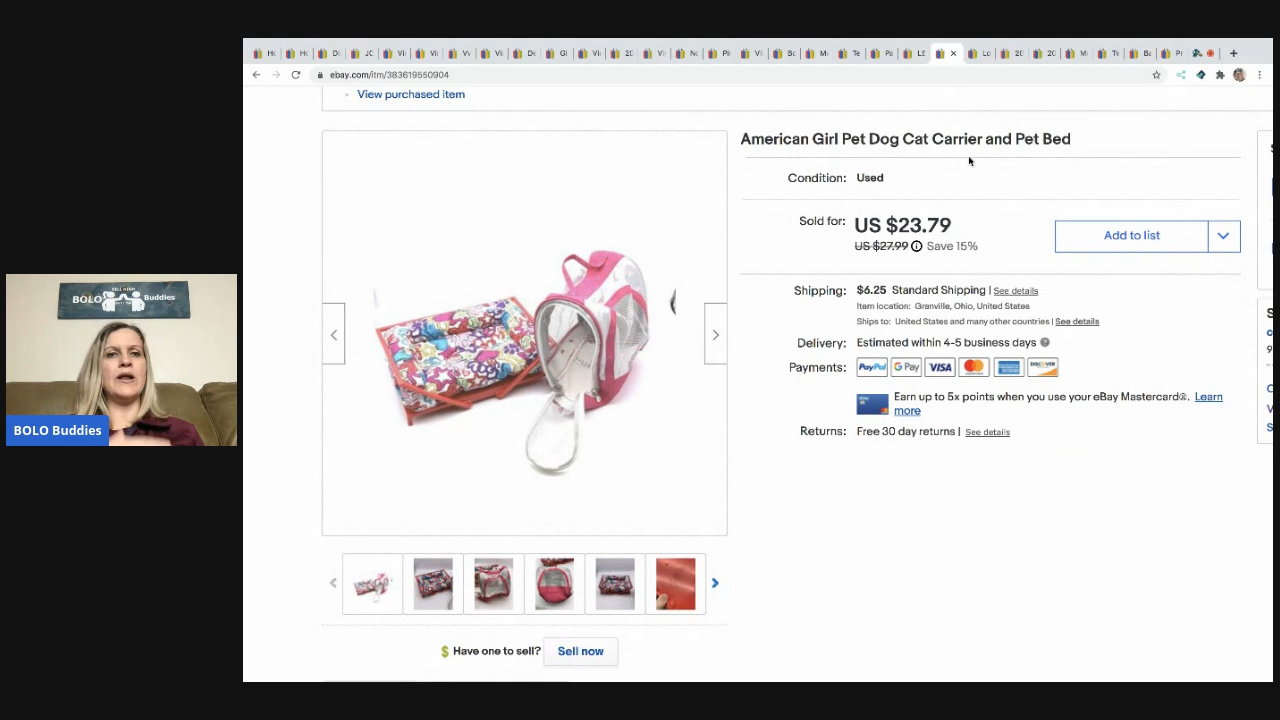 ebay.com/itm/383619550904
View purchased item
American Girl Pet Dog Cat Carrier and Pet Bed
Condition: Used
Sold for: US $23.79
US $27.99 Save 15%
Add to list
Shipping: $6.25 Standard Shipping | See details
Item location: Granville, Ohio, United States
Ships to: United States and many other countries | See details
Delivery: Estimated within 4-5 business days
Payments: PayPal G Pay VISA
DISCOVER
Earn up to 5x points when you use your eBay Mastercard®. Learn
more
Returns: Free 30 day returns | See details
BOLO Buddies
BOLO Buddies
Have one to sell? Sell now